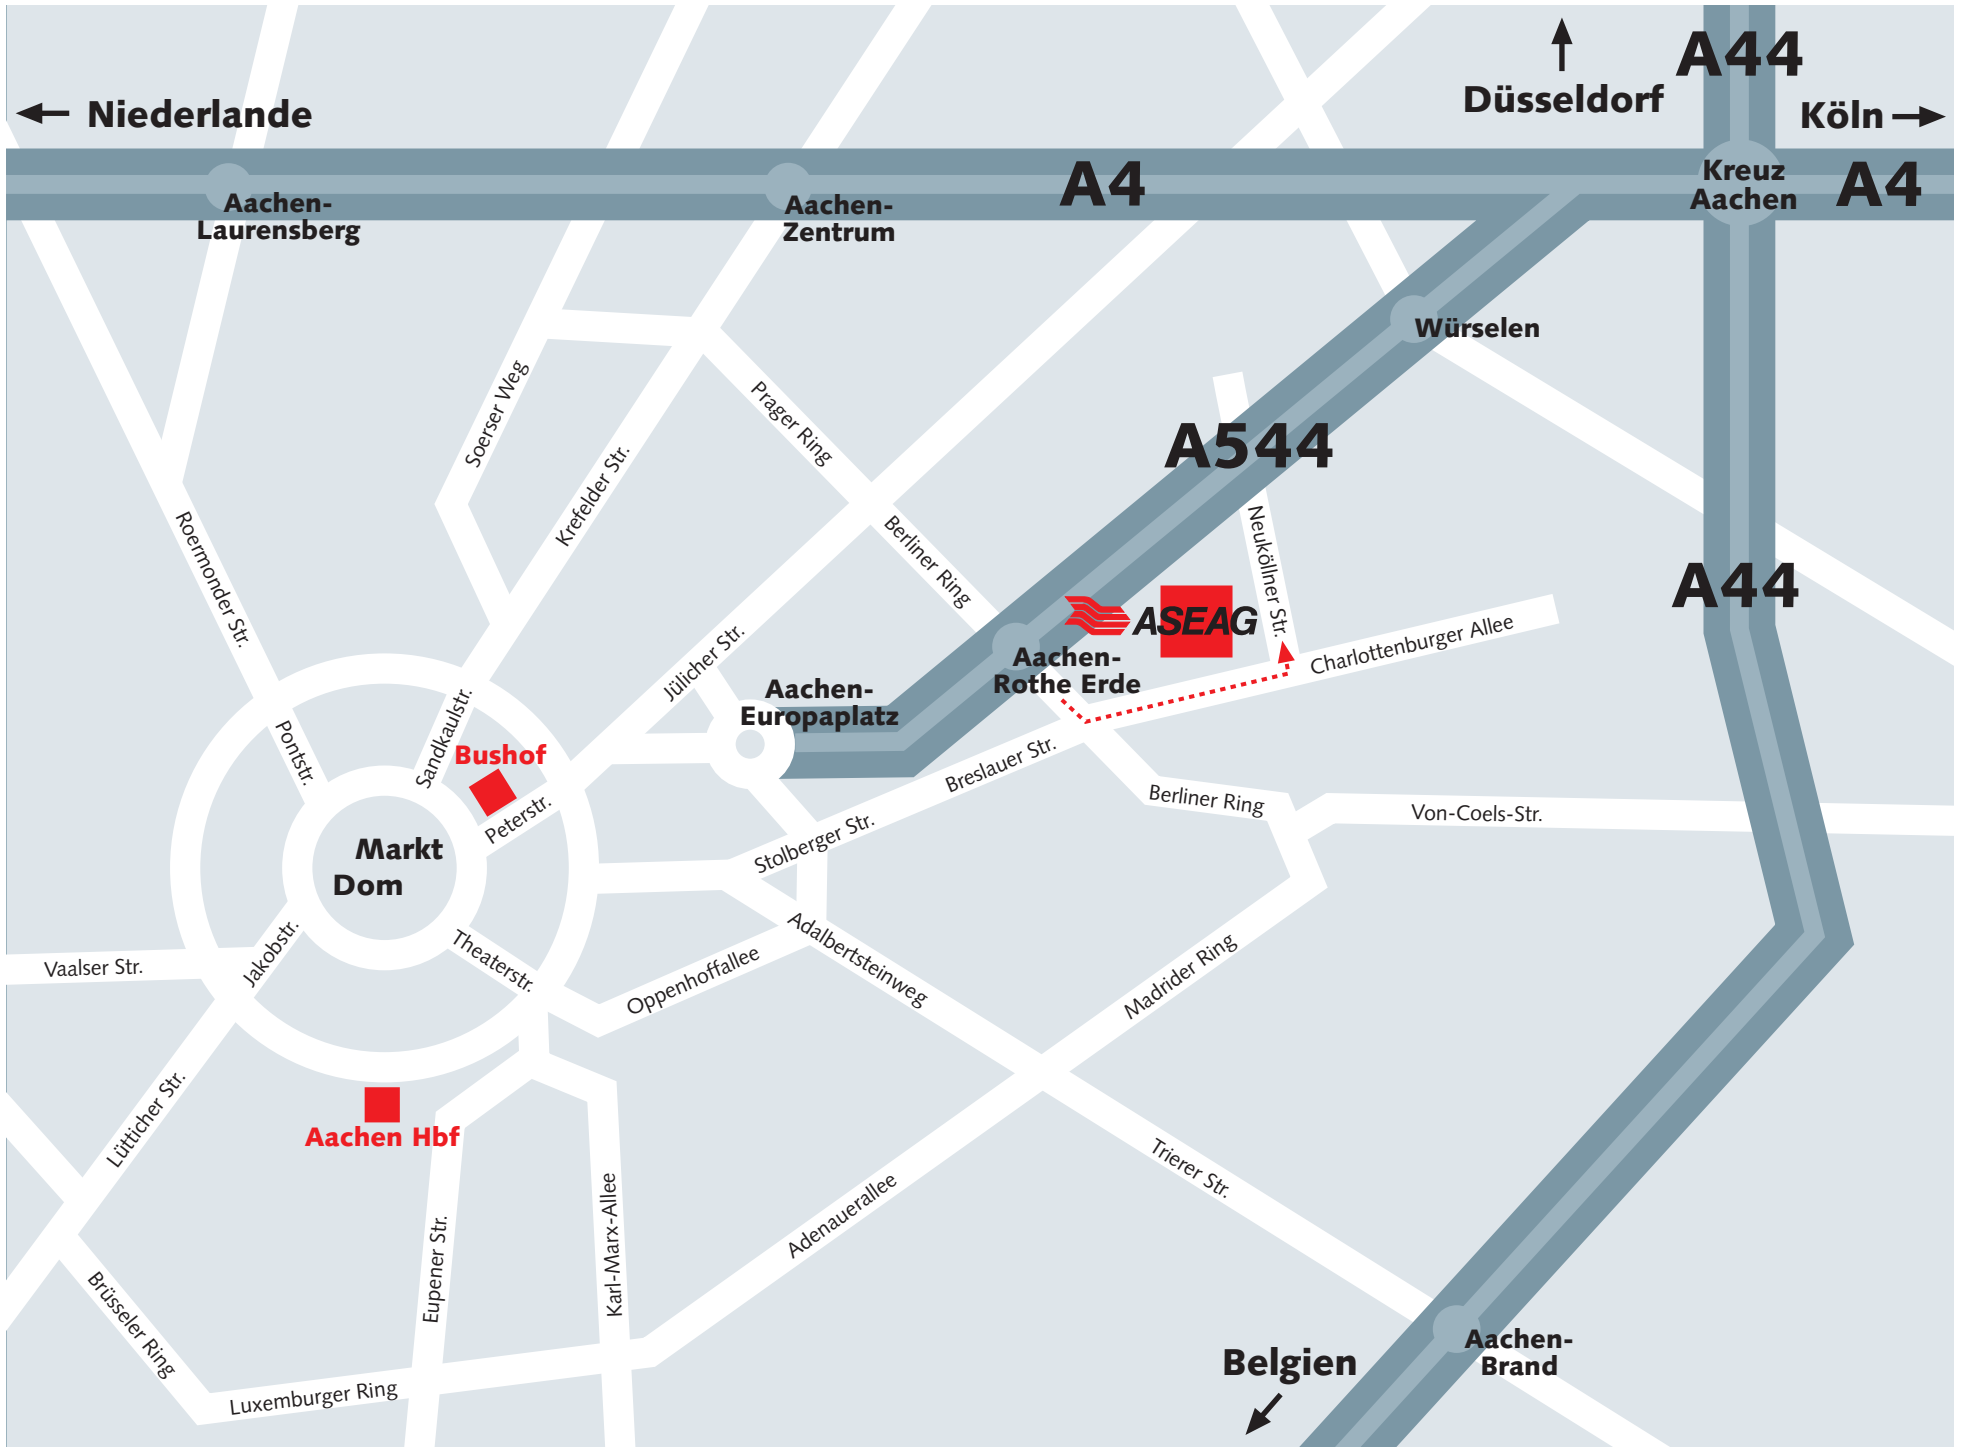 A44
Düsseldorf
Niederlande
Köln
A4
Kreuz
Aachen
A4
Aachen-
Laurensberg
Aachen-
Zentrum
Würselen
Soerser Weg
Prager Ring
A544
Krefelder Str.
Roermonder Str.
Berliner Ring
Neuköllner Str.
A44
ASEAG
Charlottenburger Allee
Jülicher Str.
Aachen-
Rothe Erde
Aachen-
Europaplatz
Pontstr.
Sandkaulstr.
Bushof
Peterstr.
Breslauer Str.
Berliner Ring
Von-Coels-Str.
Stolberger Str.
Markt
Dom
Vaalser Str.
Jakobstr.
Theaterstr.
Oppenhoffallee
Adalbertsteinweg
Madrider Ring
Lütticher Str.
Aachen Hbf
Trierer Str.
Adenauerallee
Karl-Marx-Allee
Eupener Str.
Brüsseler Ring
Luxemburger Ring
Belgien
Aachen-
Brand